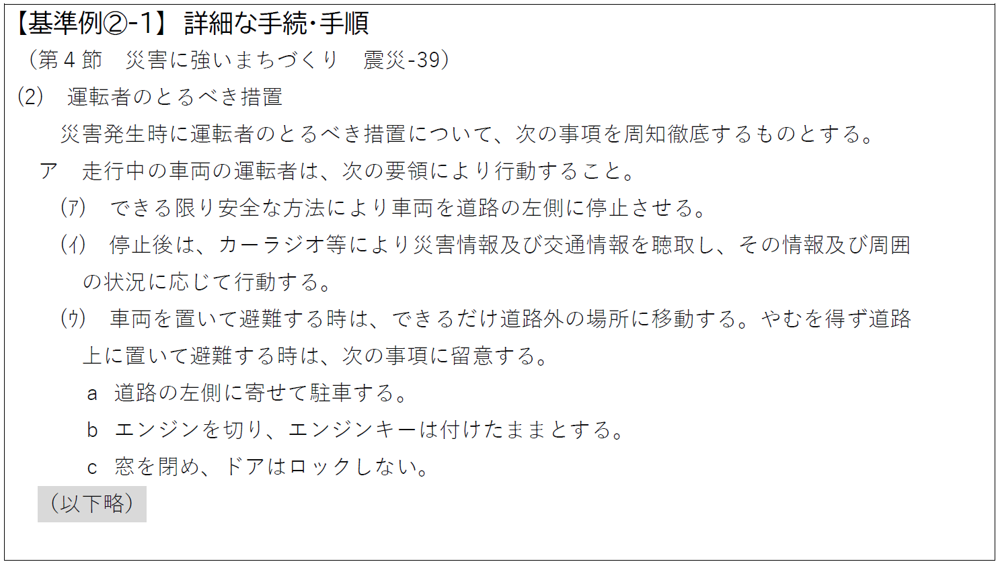 【基準例②-1】 詳細な手続・手順
（第４節　災害に強いまちづくり　震災-39）
(2)　運転者のとるべき措置
災害発生時に運転者のとるべき措置について、次の事項を周知徹底するものとする。
ア　走行中の車両の運転者は、次の要領により行動すること。
(ｱ)　できる限り安全な方法により車両を道路の左側に停止させる。
(ｲ)　停止後は、カーラジオ等により災害情報及び交通情報を聴取し、その情報及び周囲
の状況に応じて行動する。
(ｳ)　車両を置いて避難する時は、できるだけ道路外の場所に移動する。やむを得ず道路
上に置いて避難する時は、次の事項に留意する。
a　道路の左側に寄せて駐車する。
b　エンジンを切り、エンジンキーは付けたままとする。
c　窓を閉め、ドアはロックしない。
（以下略）